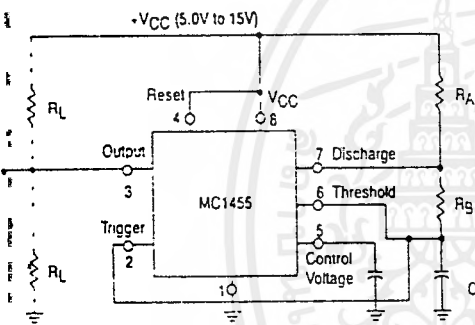 +VCC (5.0V to 15V)
RL
Reset
VCC
RA
4
8
Output
7 Discharge
3
MC1455
6 Threshold
RB
Trigger
5
2
Control
Voltage
RL
1
C